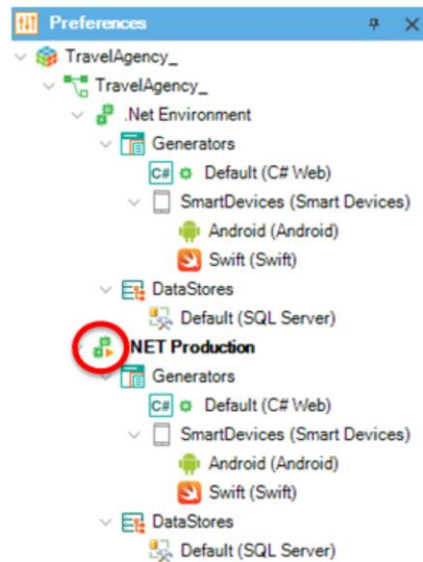 Preferences
TravelAgency_
TravelAgency_
.Net Environment
Generators
C# Default (C# Web)
SmartDevices (Smart Devices)
Android (Android)
Swift (Swift)
DataStores
Default (SQL Server)
NET Production
Generators
C# Default (C# Web)
SmartDevices (Smart Devices)
Android (Android)
Swift (Swift)
DataStores
Default (SQL Server)